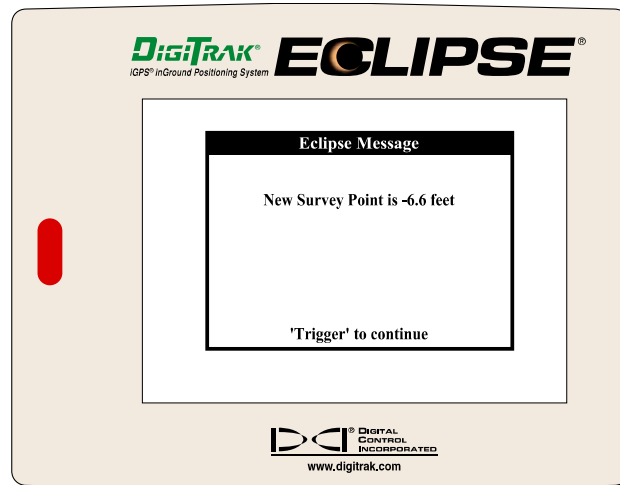 DIGITRAK® ECLIPSE®
iGPS® inGround Positioning System
Eclipse Message
New Survey Point is -6.6 feet
'Trigger' to continue
DCI® DIGITAL
CONTROL
INCORPORATED
www.digitrak.com